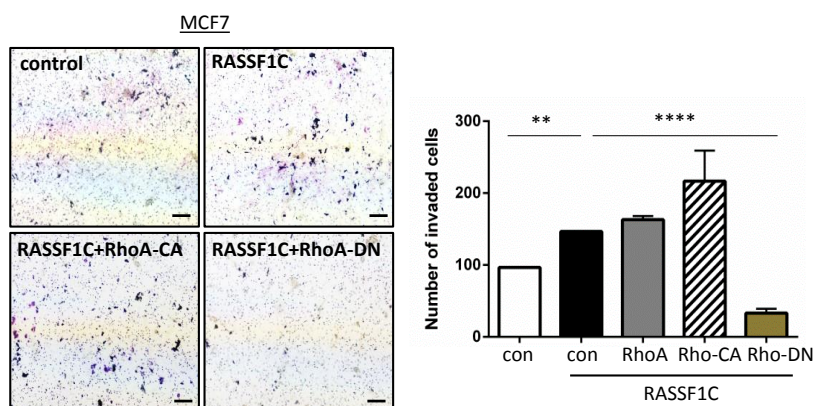 MCF7
control
RASSF1C
RASSF1C+RhoA-CA
RASSF1C+RhoA-DN
** ****
300
200
100
0
Number of invaded cells
con con RhoA Rho-CA Rho-DN
RASSF1C